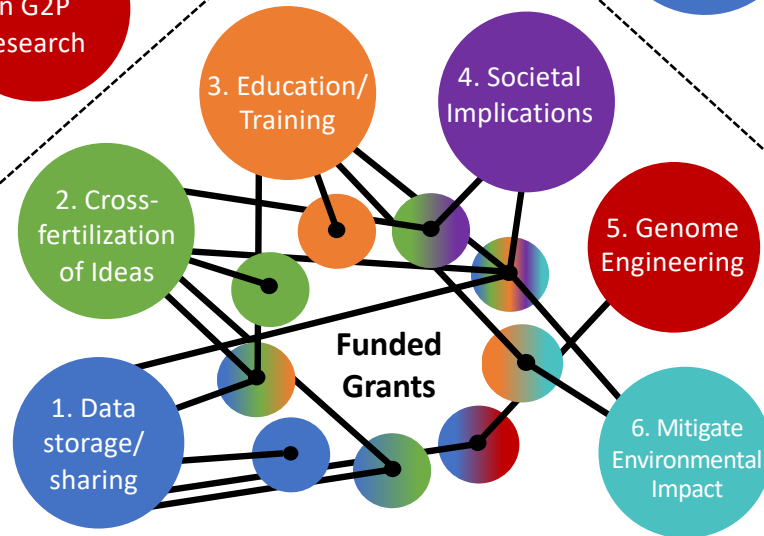 n G2P
esearch
3. Education/
Training
4. Societal
Implications
2. Cross-
fertilization
of Ideas
5. Genome
Engineering
Funded
Grants
1. Data
storage/
sharing
6. Mitigate
Environmental
Impact